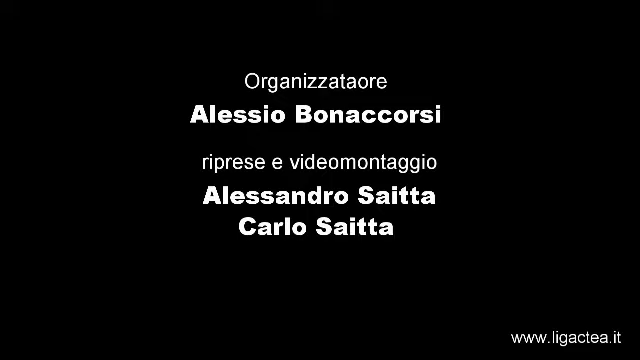 Organizzataore
Alessio Bonaccorsi
riprese e videomontaggio
Alessandro Saitta
Carlo Saitta
www.ligactea.it